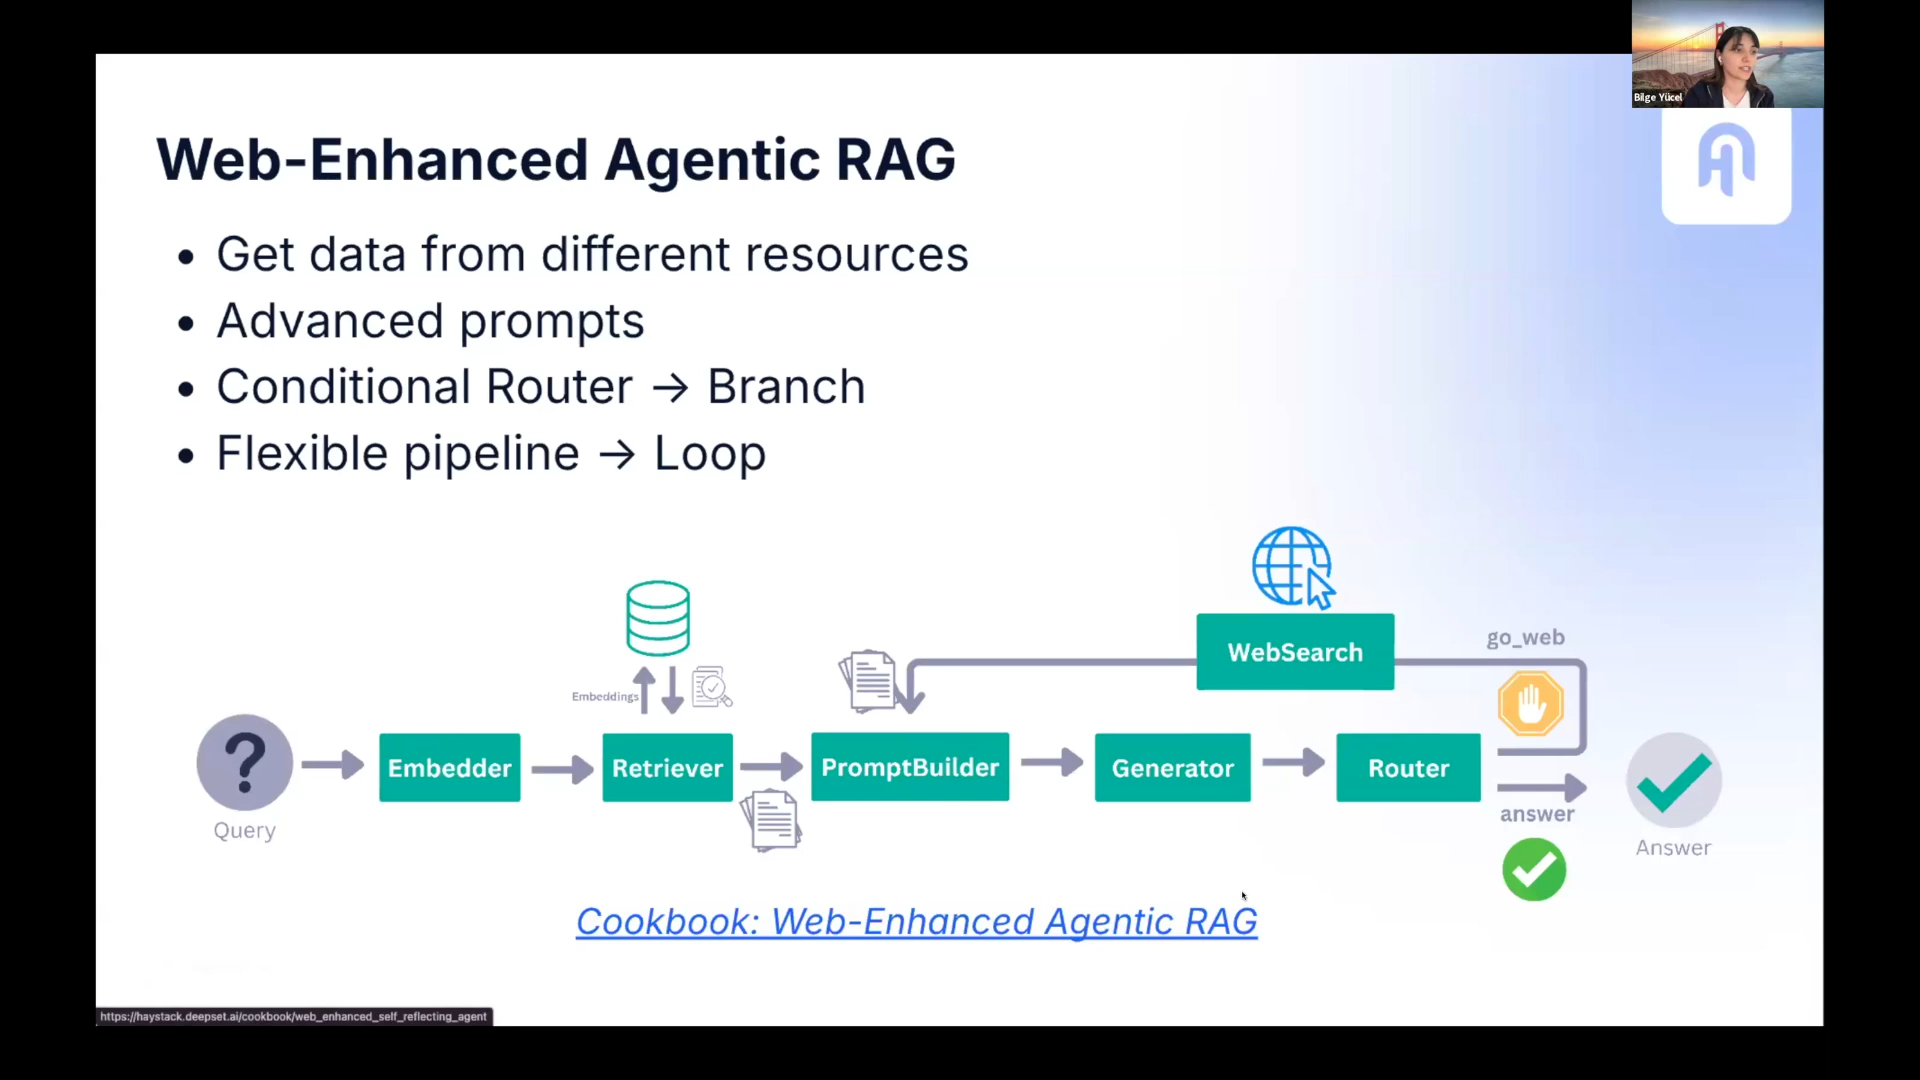 Bilge Yücel
Web-Enhanced Agentic RAG
• Get data from different resources
• Advanced prompts
• Conditional Router → Branch
• Flexible pipeline → Loop
WebSearch
go_web
Embeddings
?
Embedder
Retriever
PromptBuilder
Generator
Router
answer
Query
Answer
Cookbook: Web-Enhanced Agentic RAG
https://haystack.deepset.ai/cookbook/web_enhanced_self_reflecting_agent